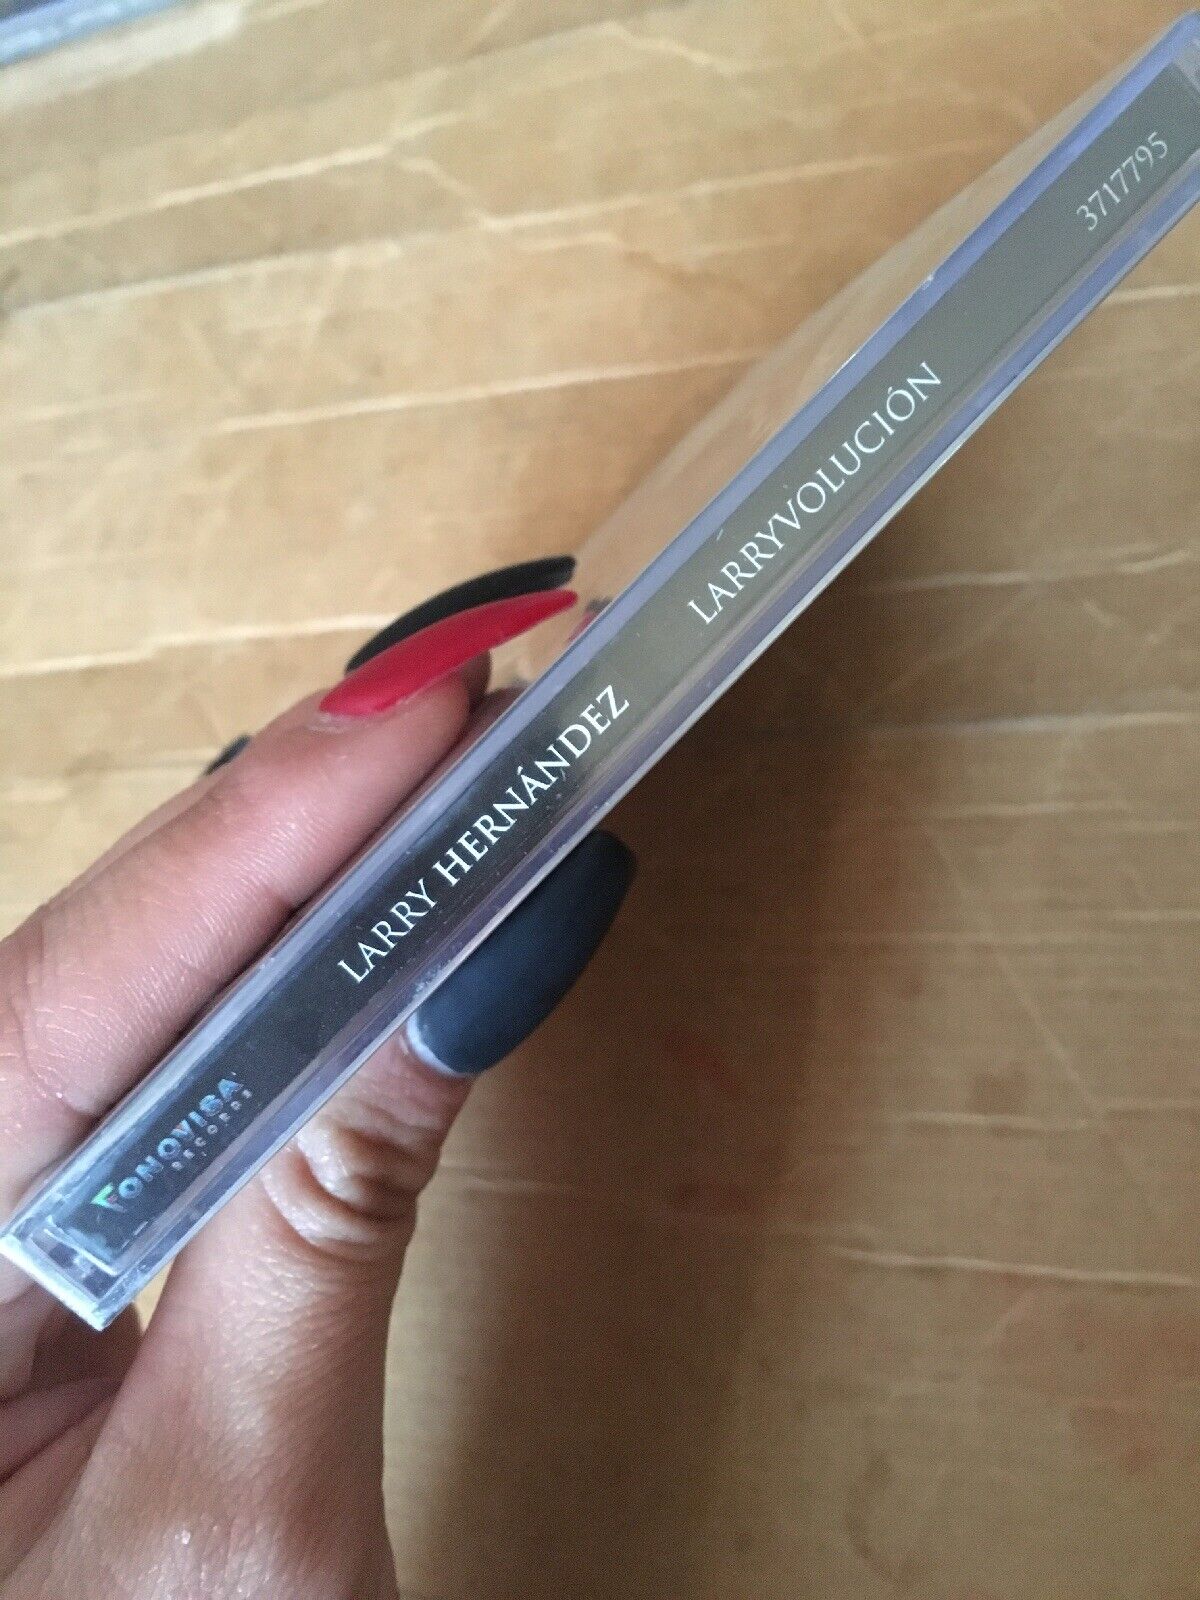 FONOVISA
RECORDS
LARRY HERNÁNDEZ
LARRYVOLUCIÓN
3717795